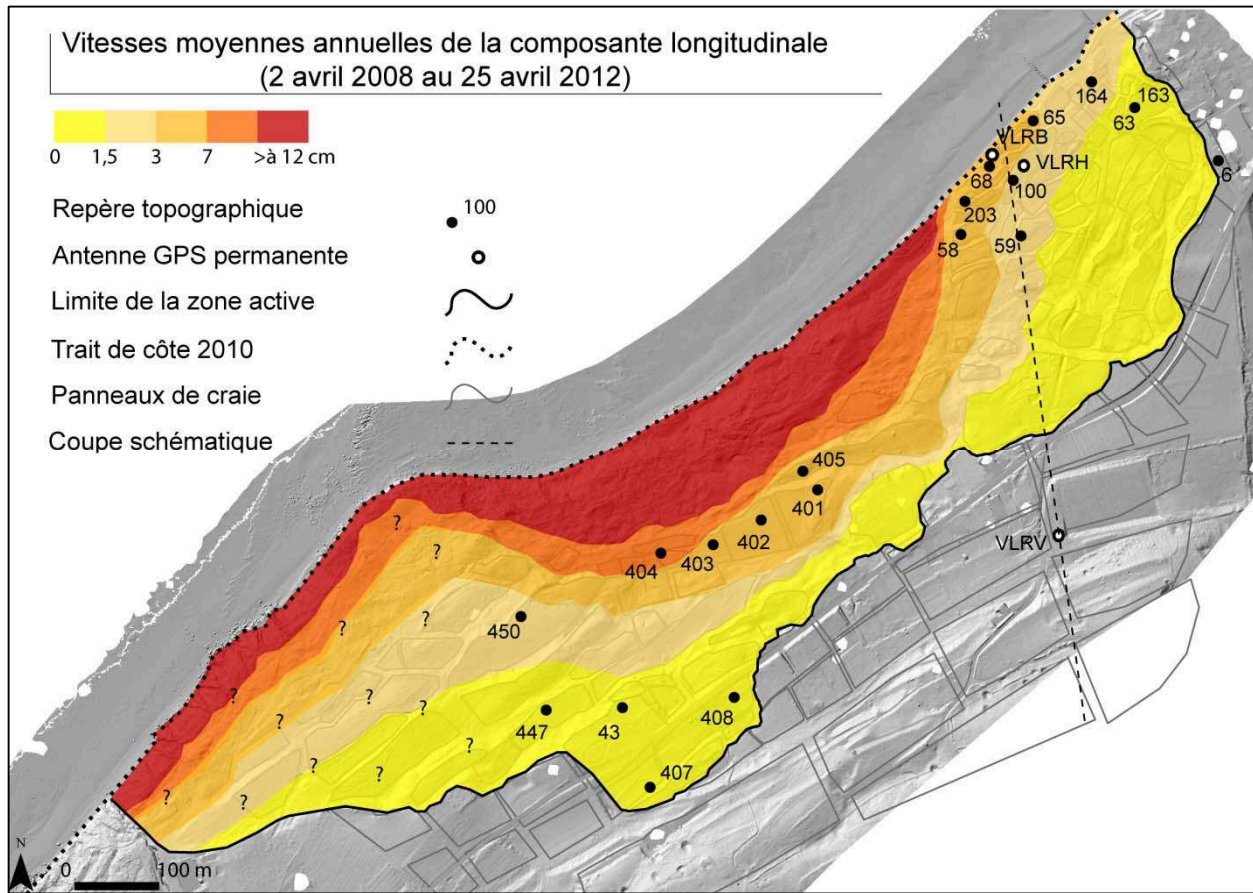 Vitesses moyennes annuelles de la composante longitudinale
(2 avril 2008 au 25 avril 2012)
0 1,5 3 7 >à 12 cm
Repère topographique
100
Antenne GPS permanente
Limite de la zone active
Trait de côte 2010
Panneaux de craie
Coupe schématique
164
163
63
65
VLRB
VLRH
6
68
100
203
58
59
405
401
402
403
404
VLRV
?
?
?
?
450
?
?
?
?
?
?
?
?
?
?
447
43
408
407
N
0 100 m